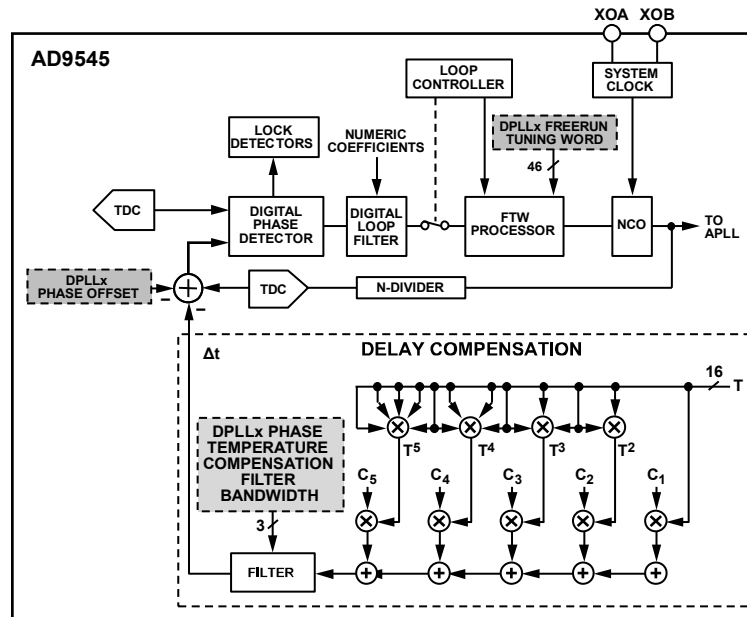 XOA XOB
AD9545
LOOP
CONTROLLER
SYSTEM
CLOCK
LOCK
DETECTORS
NUMERIC
COEFFICIENTS
DPLLx FREERUN
TUNING WORD
46
TDC
DIGITAL
PHASE
DETECTOR
DIGITAL
LOOP
FILTER
FTW
PROCESSOR
NCO
TO
APLL
DPLLx
PHASE OFFSET
−
+
−
TDC
N-DIVIDER
Δt
DELAY COMPENSATION
16
T
× × × ×
T⁵ T⁴ T³ T²
DPLLx PHASE
TEMPERATURE
COMPENSATION
FILTER
BANDWIDTH
3
C₅ C₄ C₃ C₂ C₁
× × × × ×
FILTER
+ + + + +